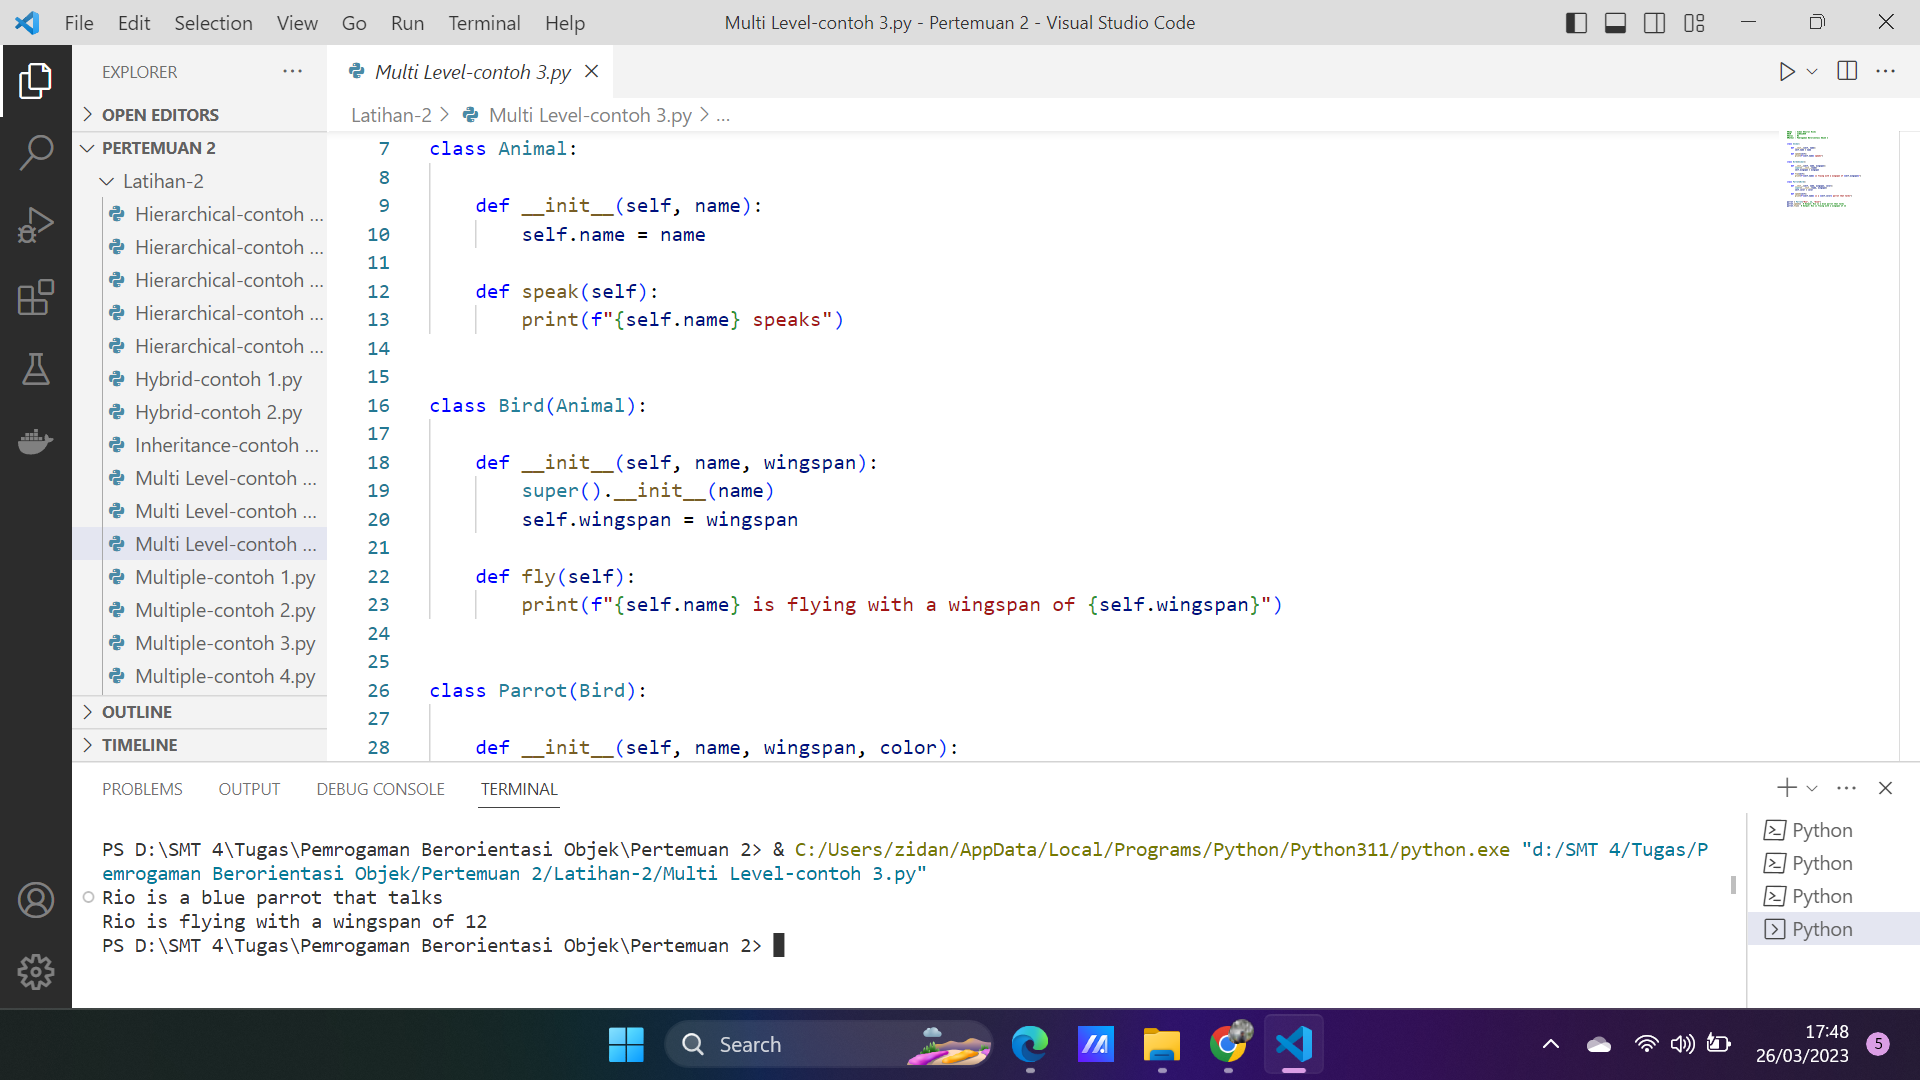 File Edit Selection View Go Run Terminal Help
Multi Level-contoh 3.py - Pertemuan 2 - Visual Studio Code
EXPLORER
OPEN EDITORS
PERTEMUAN 2
Latihan-2
Hierarchical-contoh ...
Hierarchical-contoh ...
Hierarchical-contoh ...
Hierarchical-contoh ...
Hierarchical-contoh ...
Hybrid-contoh 1.py
Hybrid-contoh 2.py
Inheritance-contoh ...
Multi Level-contoh ...
Multi Level-contoh ...
Multi Level-contoh ...
Multiple-contoh 1.py
Multiple-contoh 2.py
Multiple-contoh 3.py
Multiple-contoh 4.py
OUTLINE
TIMELINE
Multi Level-contoh 3.py
Latihan-2 > Multi Level-contoh 3.py > ...
7 class Animal:
8
9 def __init__(self, name):
10 self.name = name
11
12 def speak(self):
13 print(f"{self.name} speaks")
14
15
16 class Bird(Animal):
17
18 def __init__(self, name, wingspan):
19 super().__init__(name)
20 self.wingspan = wingspan
21
22 def fly(self):
23 print(f"{self.name} is flying with a wingspan of {self.wingspan}")
24
25
26 class Parrot(Bird):
27
28 def __init__(self, name, wingspan, color):
PROBLEMS OUTPUT DEBUG CONSOLE TERMINAL
PS D:\SMT 4\Tugas\Pemrogaman Berorientasi Objek\Pertemuan 2> & C:/Users/zidan/AppData/Local/Programs/Python/Python311/python.exe "d:/SMT 4/Tugas/P
emrogaman Berorientasi Objek/Pertemuan 2/Latihan-2/Multi Level-contoh 3.py"
Rio is a blue parrot that talks
Rio is flying with a wingspan of 12
PS D:\SMT 4\Tugas\Pemrogaman Berorientasi Objek\Pertemuan 2>
Python
Python
Python
Python
Search
17:48
26/03/2023
5